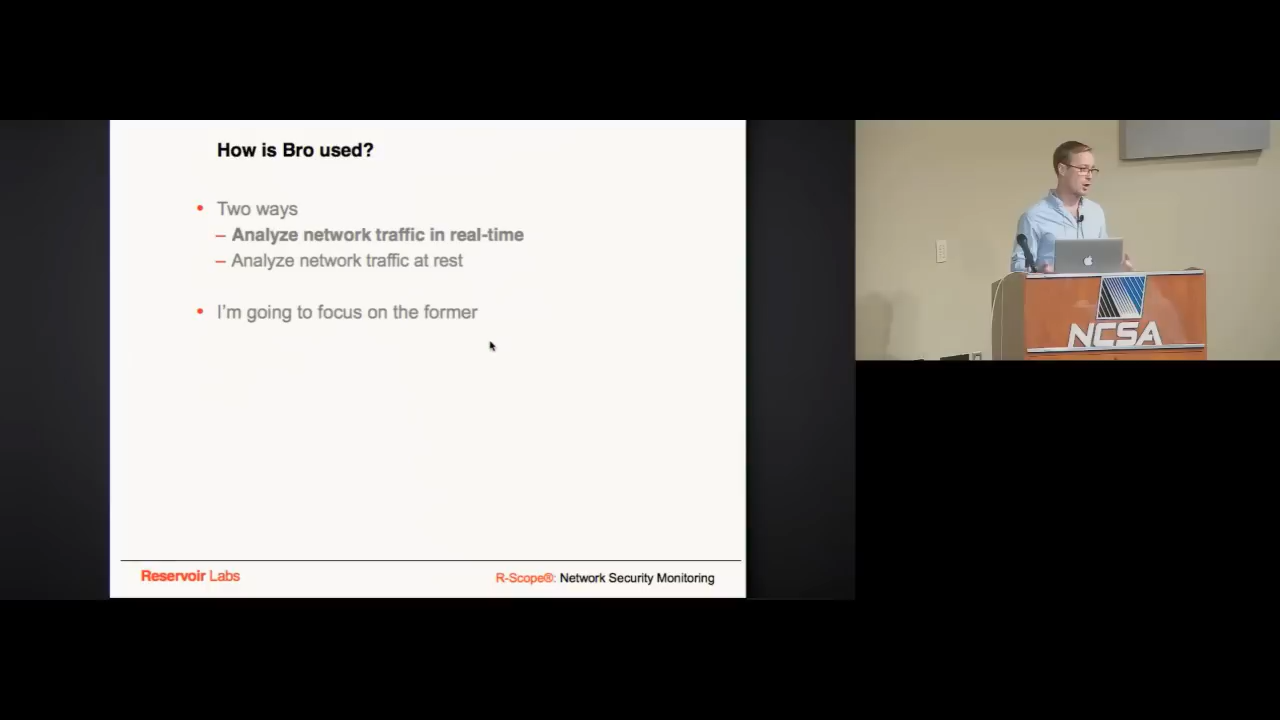 How is Bro used?
• Two ways
– Analyze network traffic in real-time
– Analyze network traffic at rest
• I'm going to focus on the former
Reservoir Labs
R-Scope®: Network Security Monitoring
NCSA